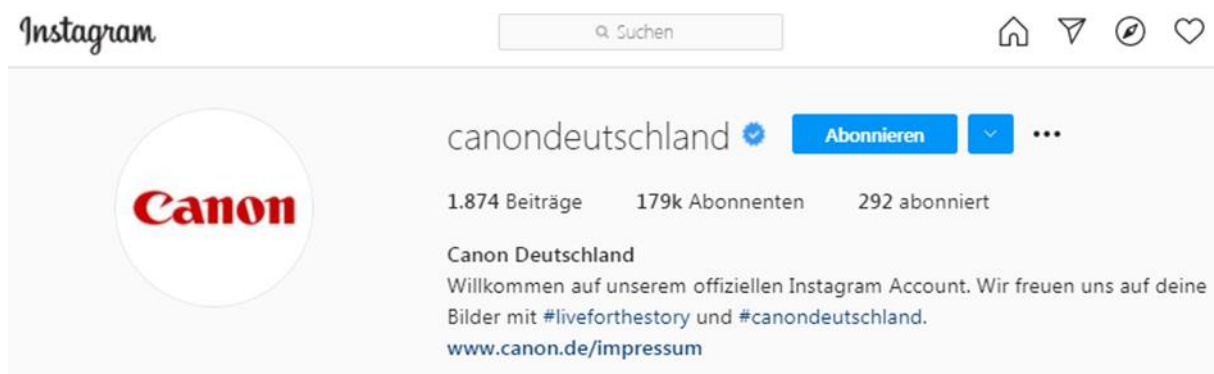 Instagram
Suchen
canondeutschland
Abonnieren
Canon
1.874 Beiträge 179k Abonnenten 292 abonniert
Canon Deutschland
Willkommen auf unserem offiziellen Instagram Account. Wir freuen uns auf deine
Bilder mit #liveforthestory und #canondeutschland.
www.canon.de/impressum